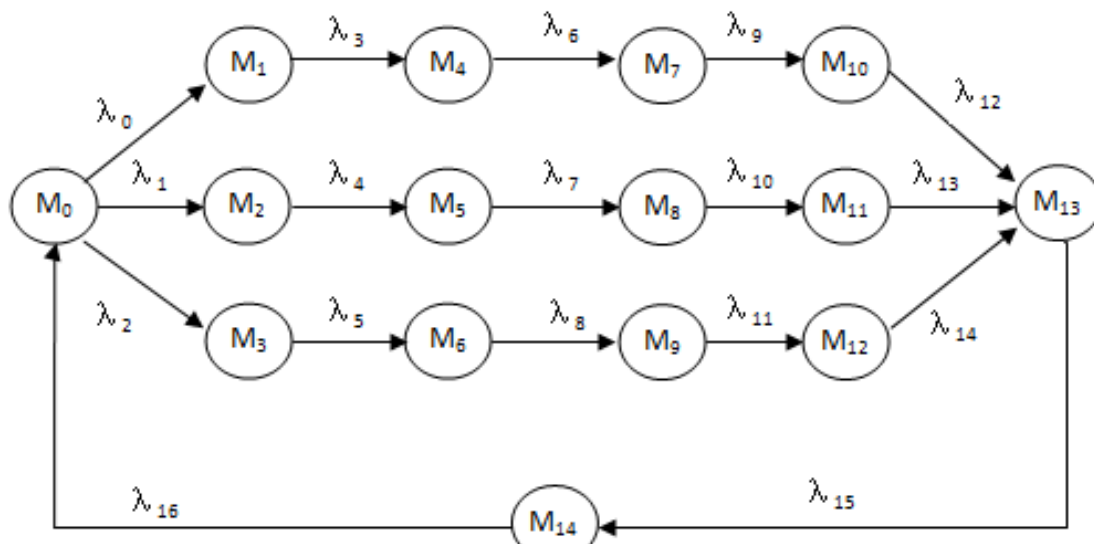 λ₃ λ₆ λ₉
M₁ M₄ M₇ M₁₀
λ₀ λ₁₂
λ₁ λ₄ λ₇ λ₁₀ λ₁₃
M₀ M₂ M₅ M₈ M₁₁ M₁₃
λ₂ λ₅ λ₈ λ₁₁ λ₁₄
M₃ M₆ M₉ M₁₂
λ₁₆ λ₁₅
M₁₄